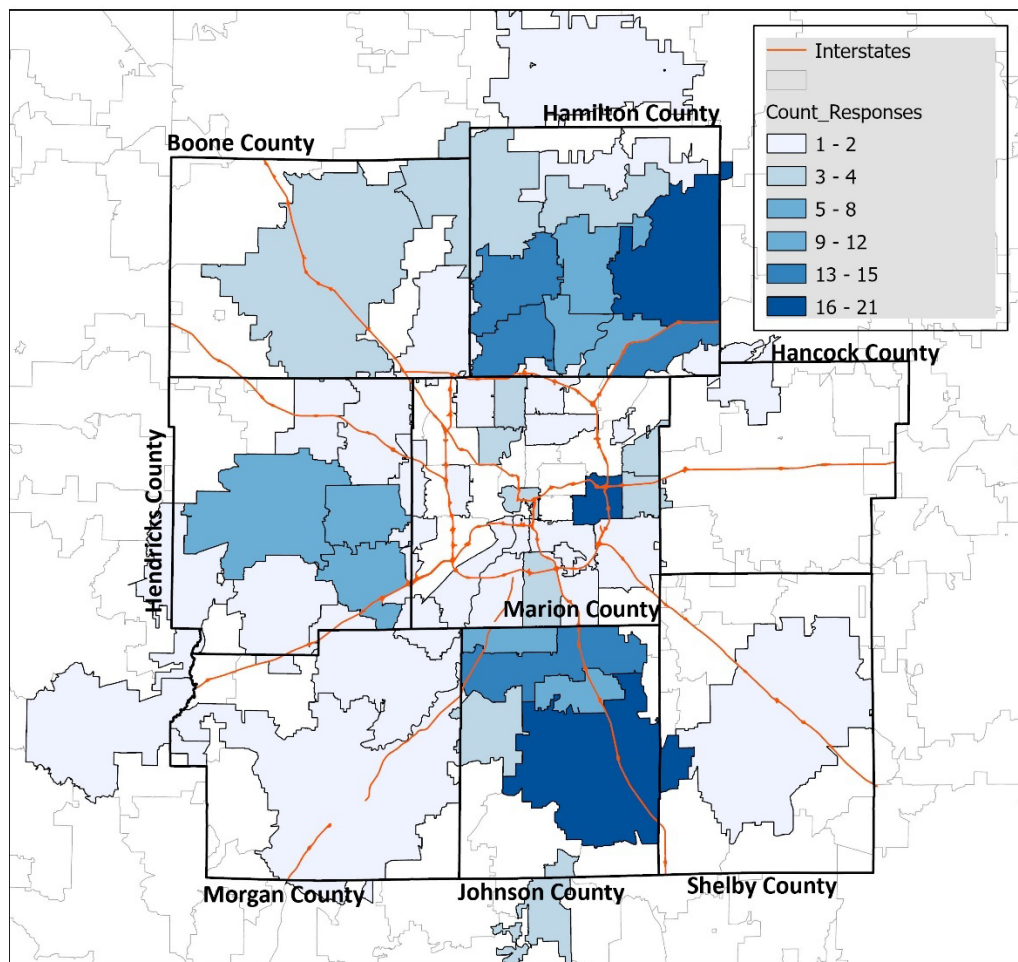 Interstates
Count_Responses
1 - 2
3 - 4
5 - 8
9 - 12
13 - 15
16 - 21
Hamilton County
Boone County
Hancock County
Hendricks County
Marion County
Morgan County
Johnson County
Shelby County